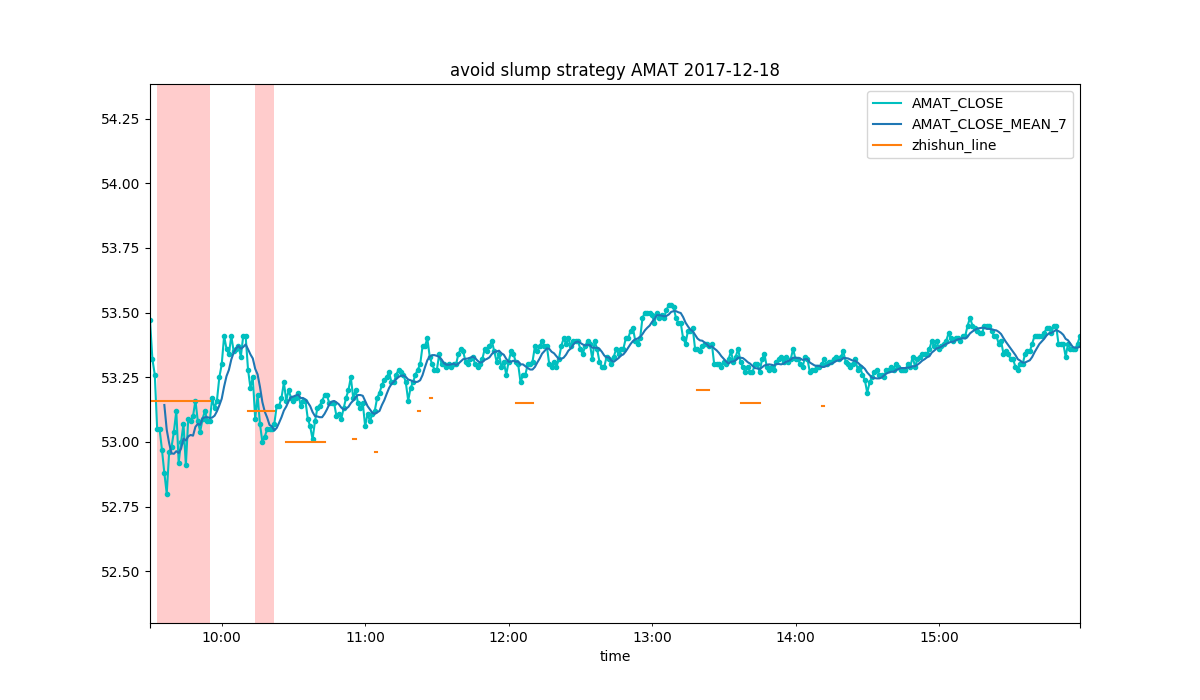 avoid slump strategy AMAT 2017-12-18
AMAT_CLOSE
AMAT_CLOSE_MEAN_7
zhishun_line
54.25
54.00
53.75
53.50
53.25
53.00
52.75
52.50
10:00 11:00 12:00 13:00 14:00 15:00
time